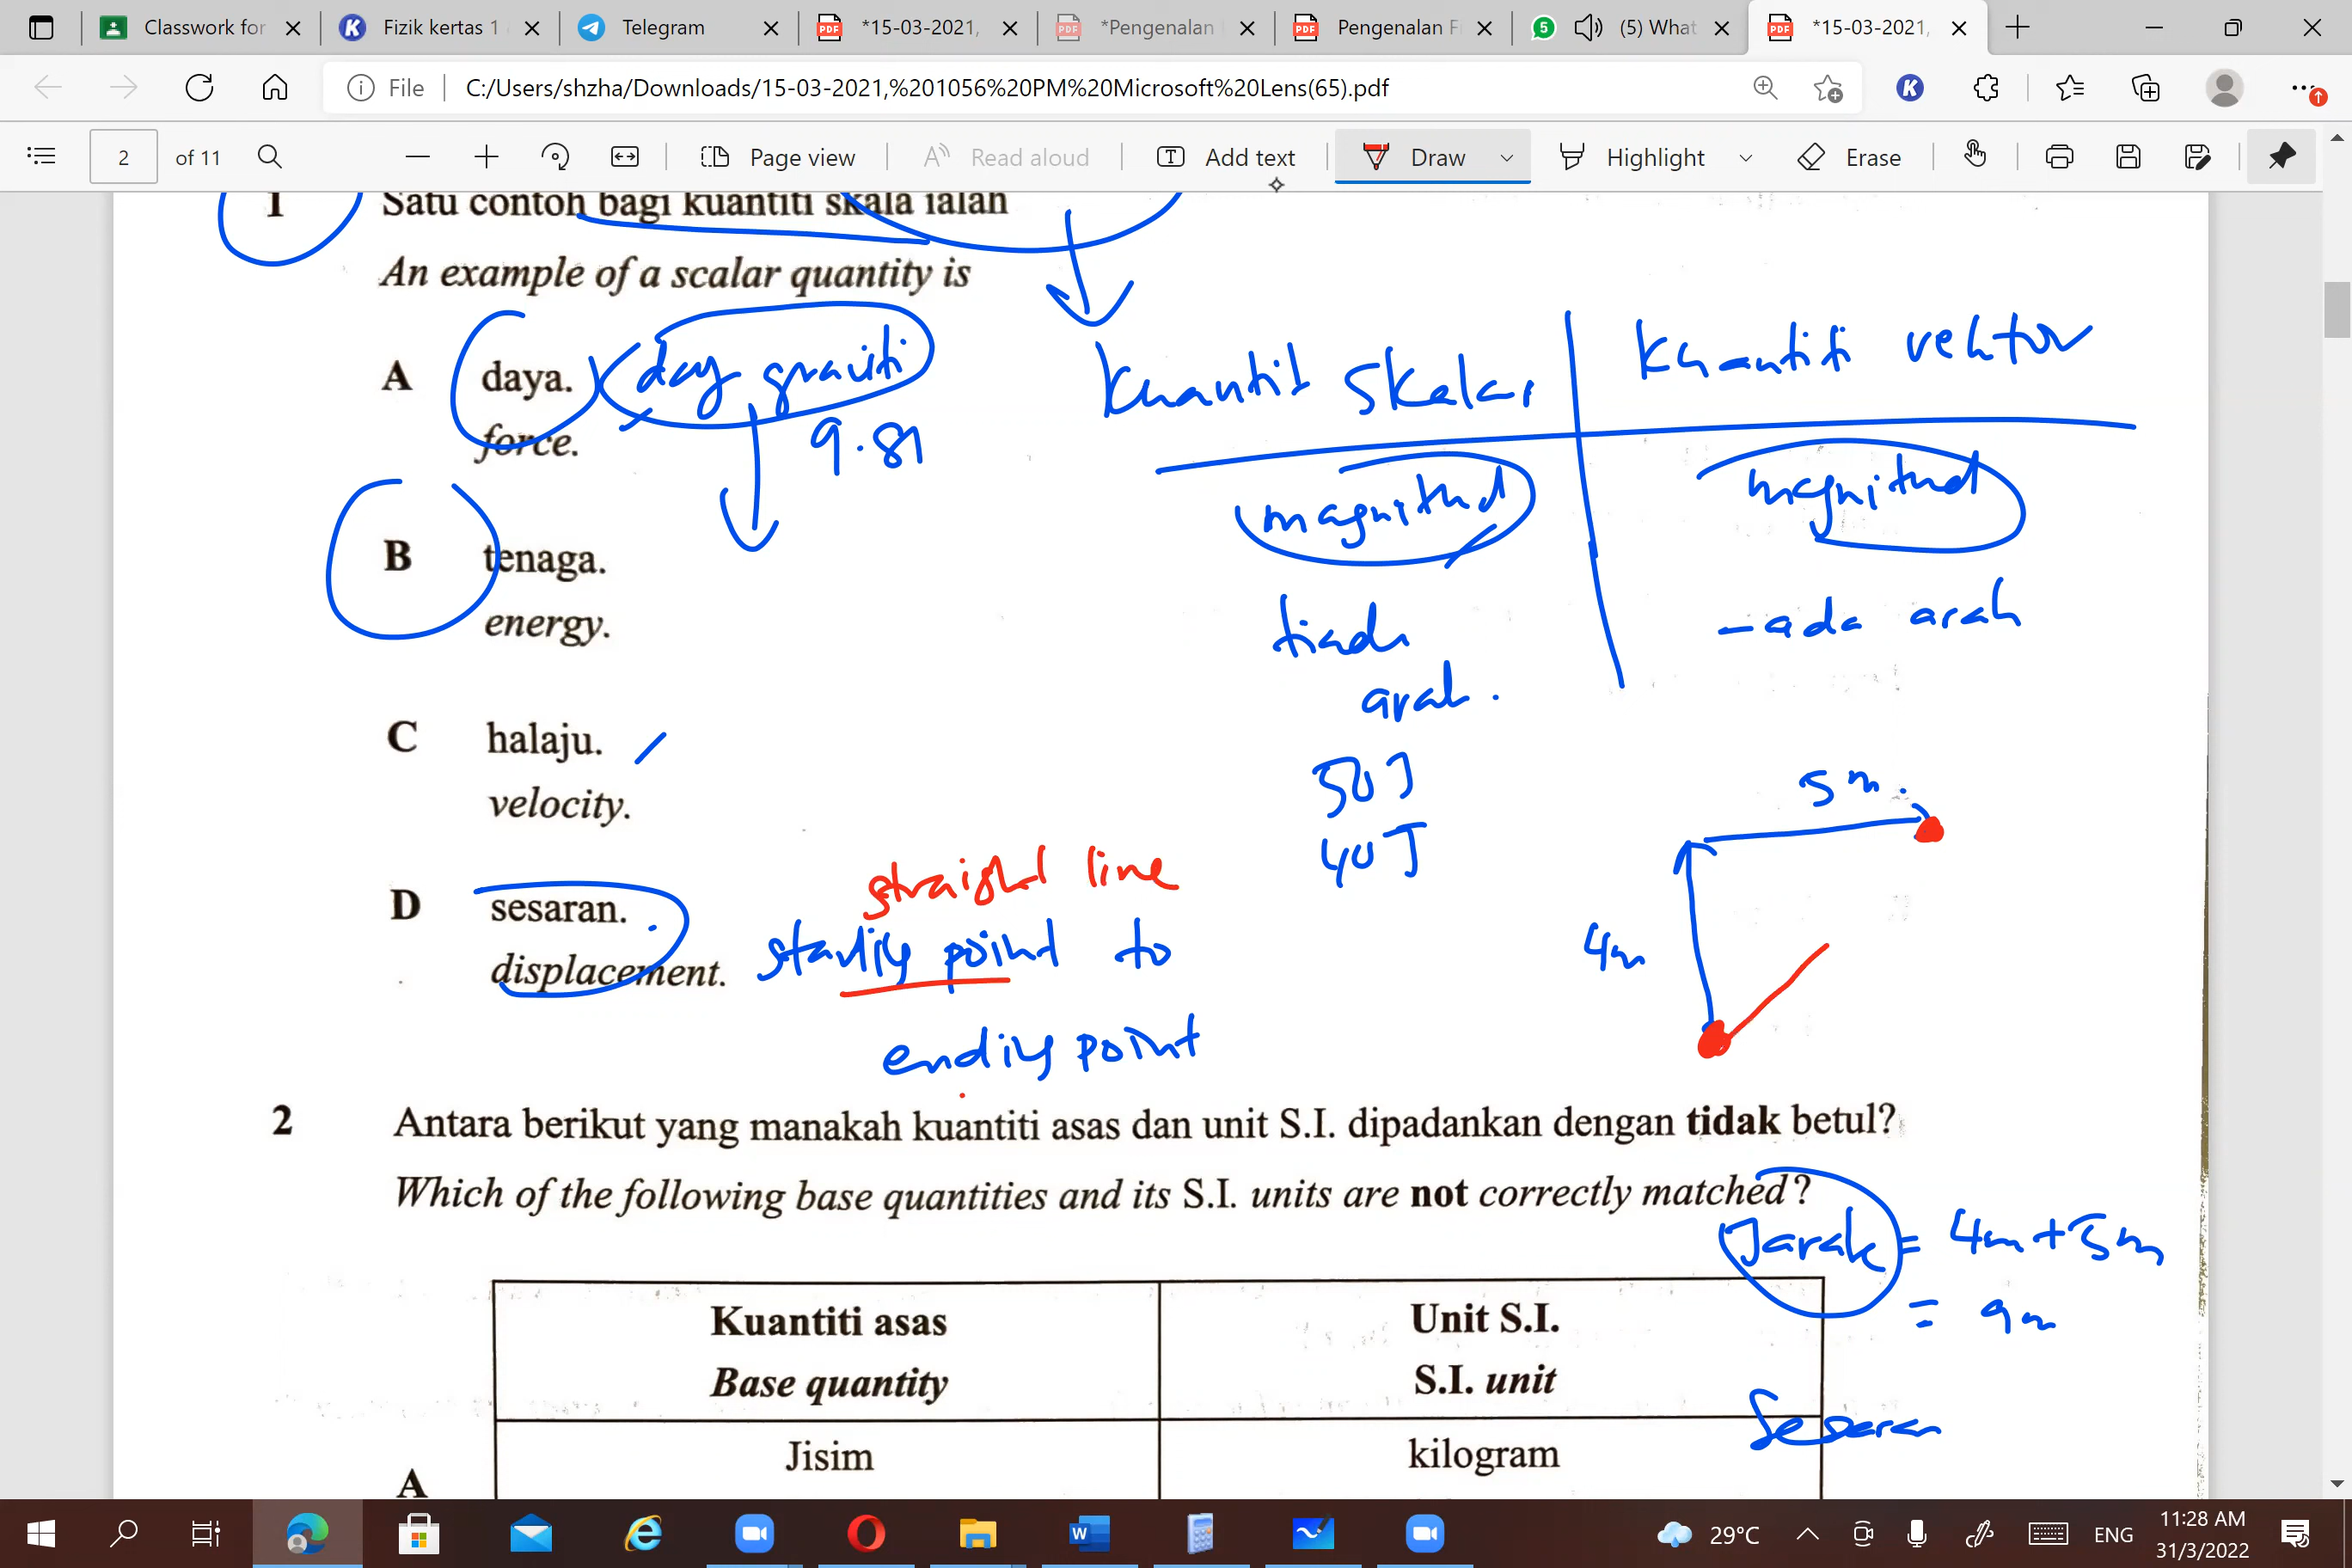 Classwork for
Fizik kertas 1
Telegram
*15-03-2021,
*Pengenalan
Pengenalan F
(5) What
*15-03-2021,
File
C:/Users/shzha/Downloads/15-03-2021,%201056%20PM%20Microsoft%20Lens(65).pdf
2 of 11
Page view
Read aloud
Add text
Draw
Highlight
Erase
1 Satu contoh bagi kuantiti skala ialah
An example of a scalar quantity is
A daya.
force.
day graviti
9.81
B tenaga.
energy.
C halaju.
velocity.
D sesaran.
displacement.
straight line
starting point to
ending point
kuantiti skalar
kuantiti vektor
magnitud
magnitud
tiada
arah.
-ada arah
50J
40J
5m.
4m
2 Antara berikut yang manakah kuantiti asas dan unit S.I. dipadankan dengan tidak betul?
Which of the following base quantities and its S.I. units are not correctly matched?
Jarak = 4m+5m
= 9m
Sesaran
Kuantiti asas
Base quantity
Unit S.I.
S.I. unit
A Jisim
kilogram
29°C
ENG
11:28 AM
31/3/2022